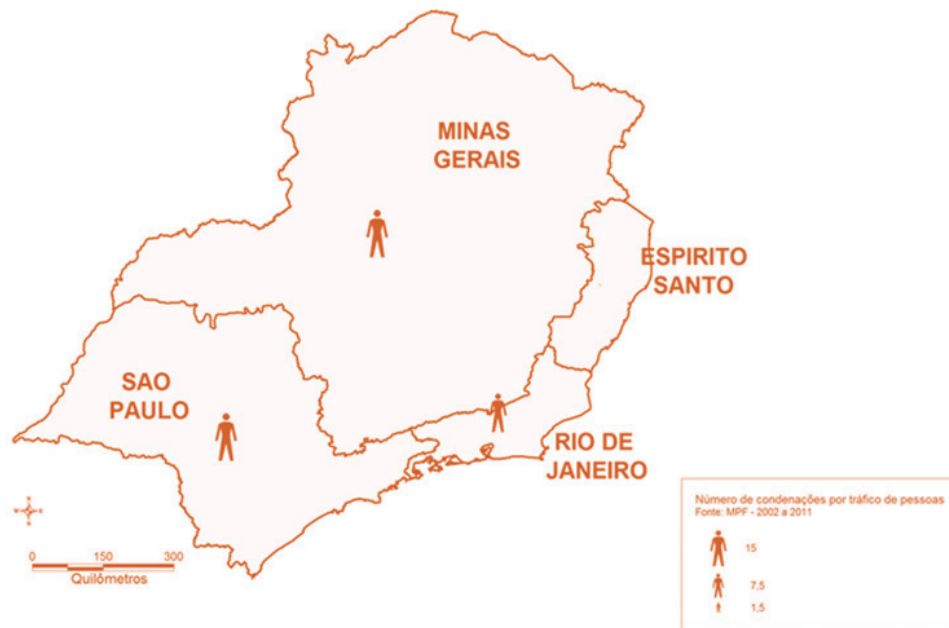 MINAS
GERAIS
ESPIRITO
SANTO
SAO
PAULO
RIO DE
JANEIRO
0 150 300
Quilômetros
Número de condenações por tráfico de pessoas
Fonte: MPF - 2002 a 2011
15
7,5
1,5